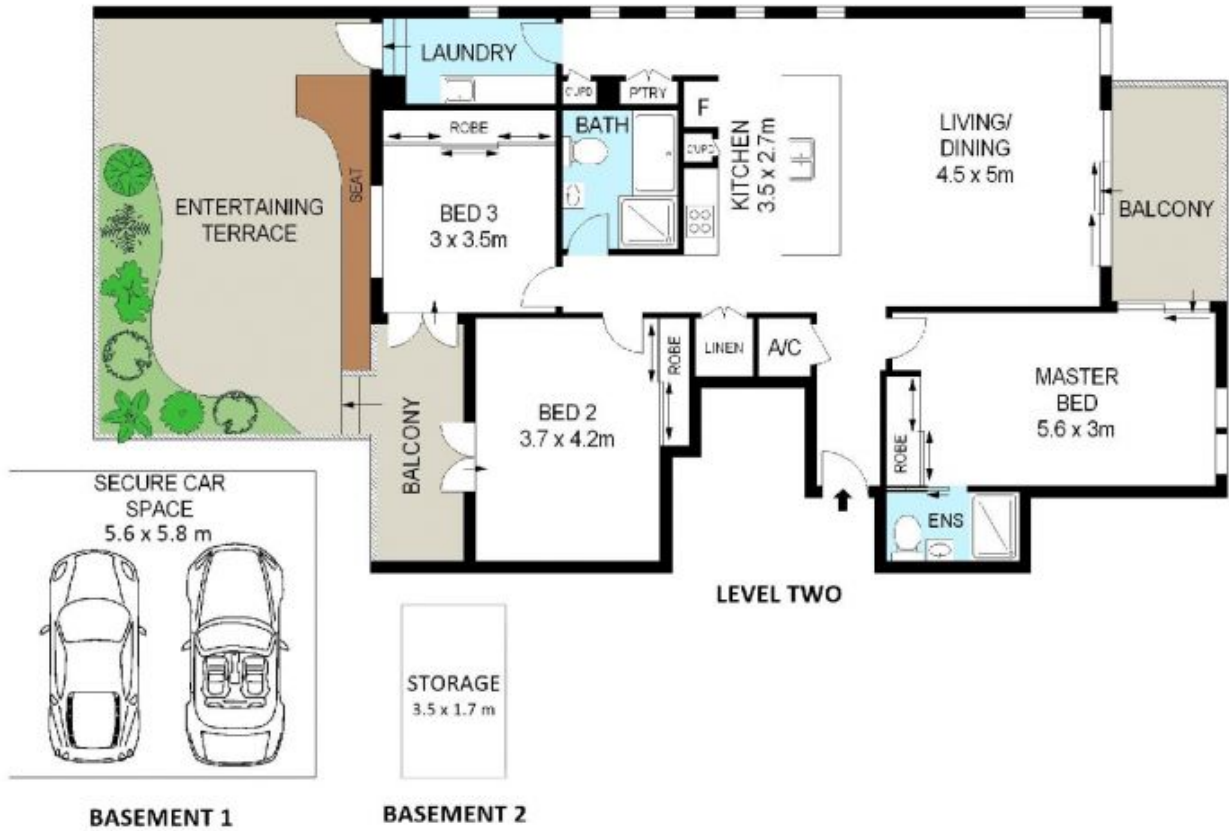 LAUNDRY
C'UPD
P'TRY
ROBE
BATH
F
C'UPD
KITCHEN
3.5 x 2.7m
LIVING/
DINING
4.5 x 5m
BALCONY
ENTERTAINING
TERRACE
SEAT
BED 3
3 x 3.5m
BALCONY
BED 2
3.7 x 4.2m
ROBE
LINEN
A/C
MASTER
BED
5.6 x 3m
ROBE
ENS
LEVEL TWO
SECURE CAR
SPACE
5.6 x 5.8 m
STORAGE
3.5 x 1.7 m
BASEMENT 1
BASEMENT 2